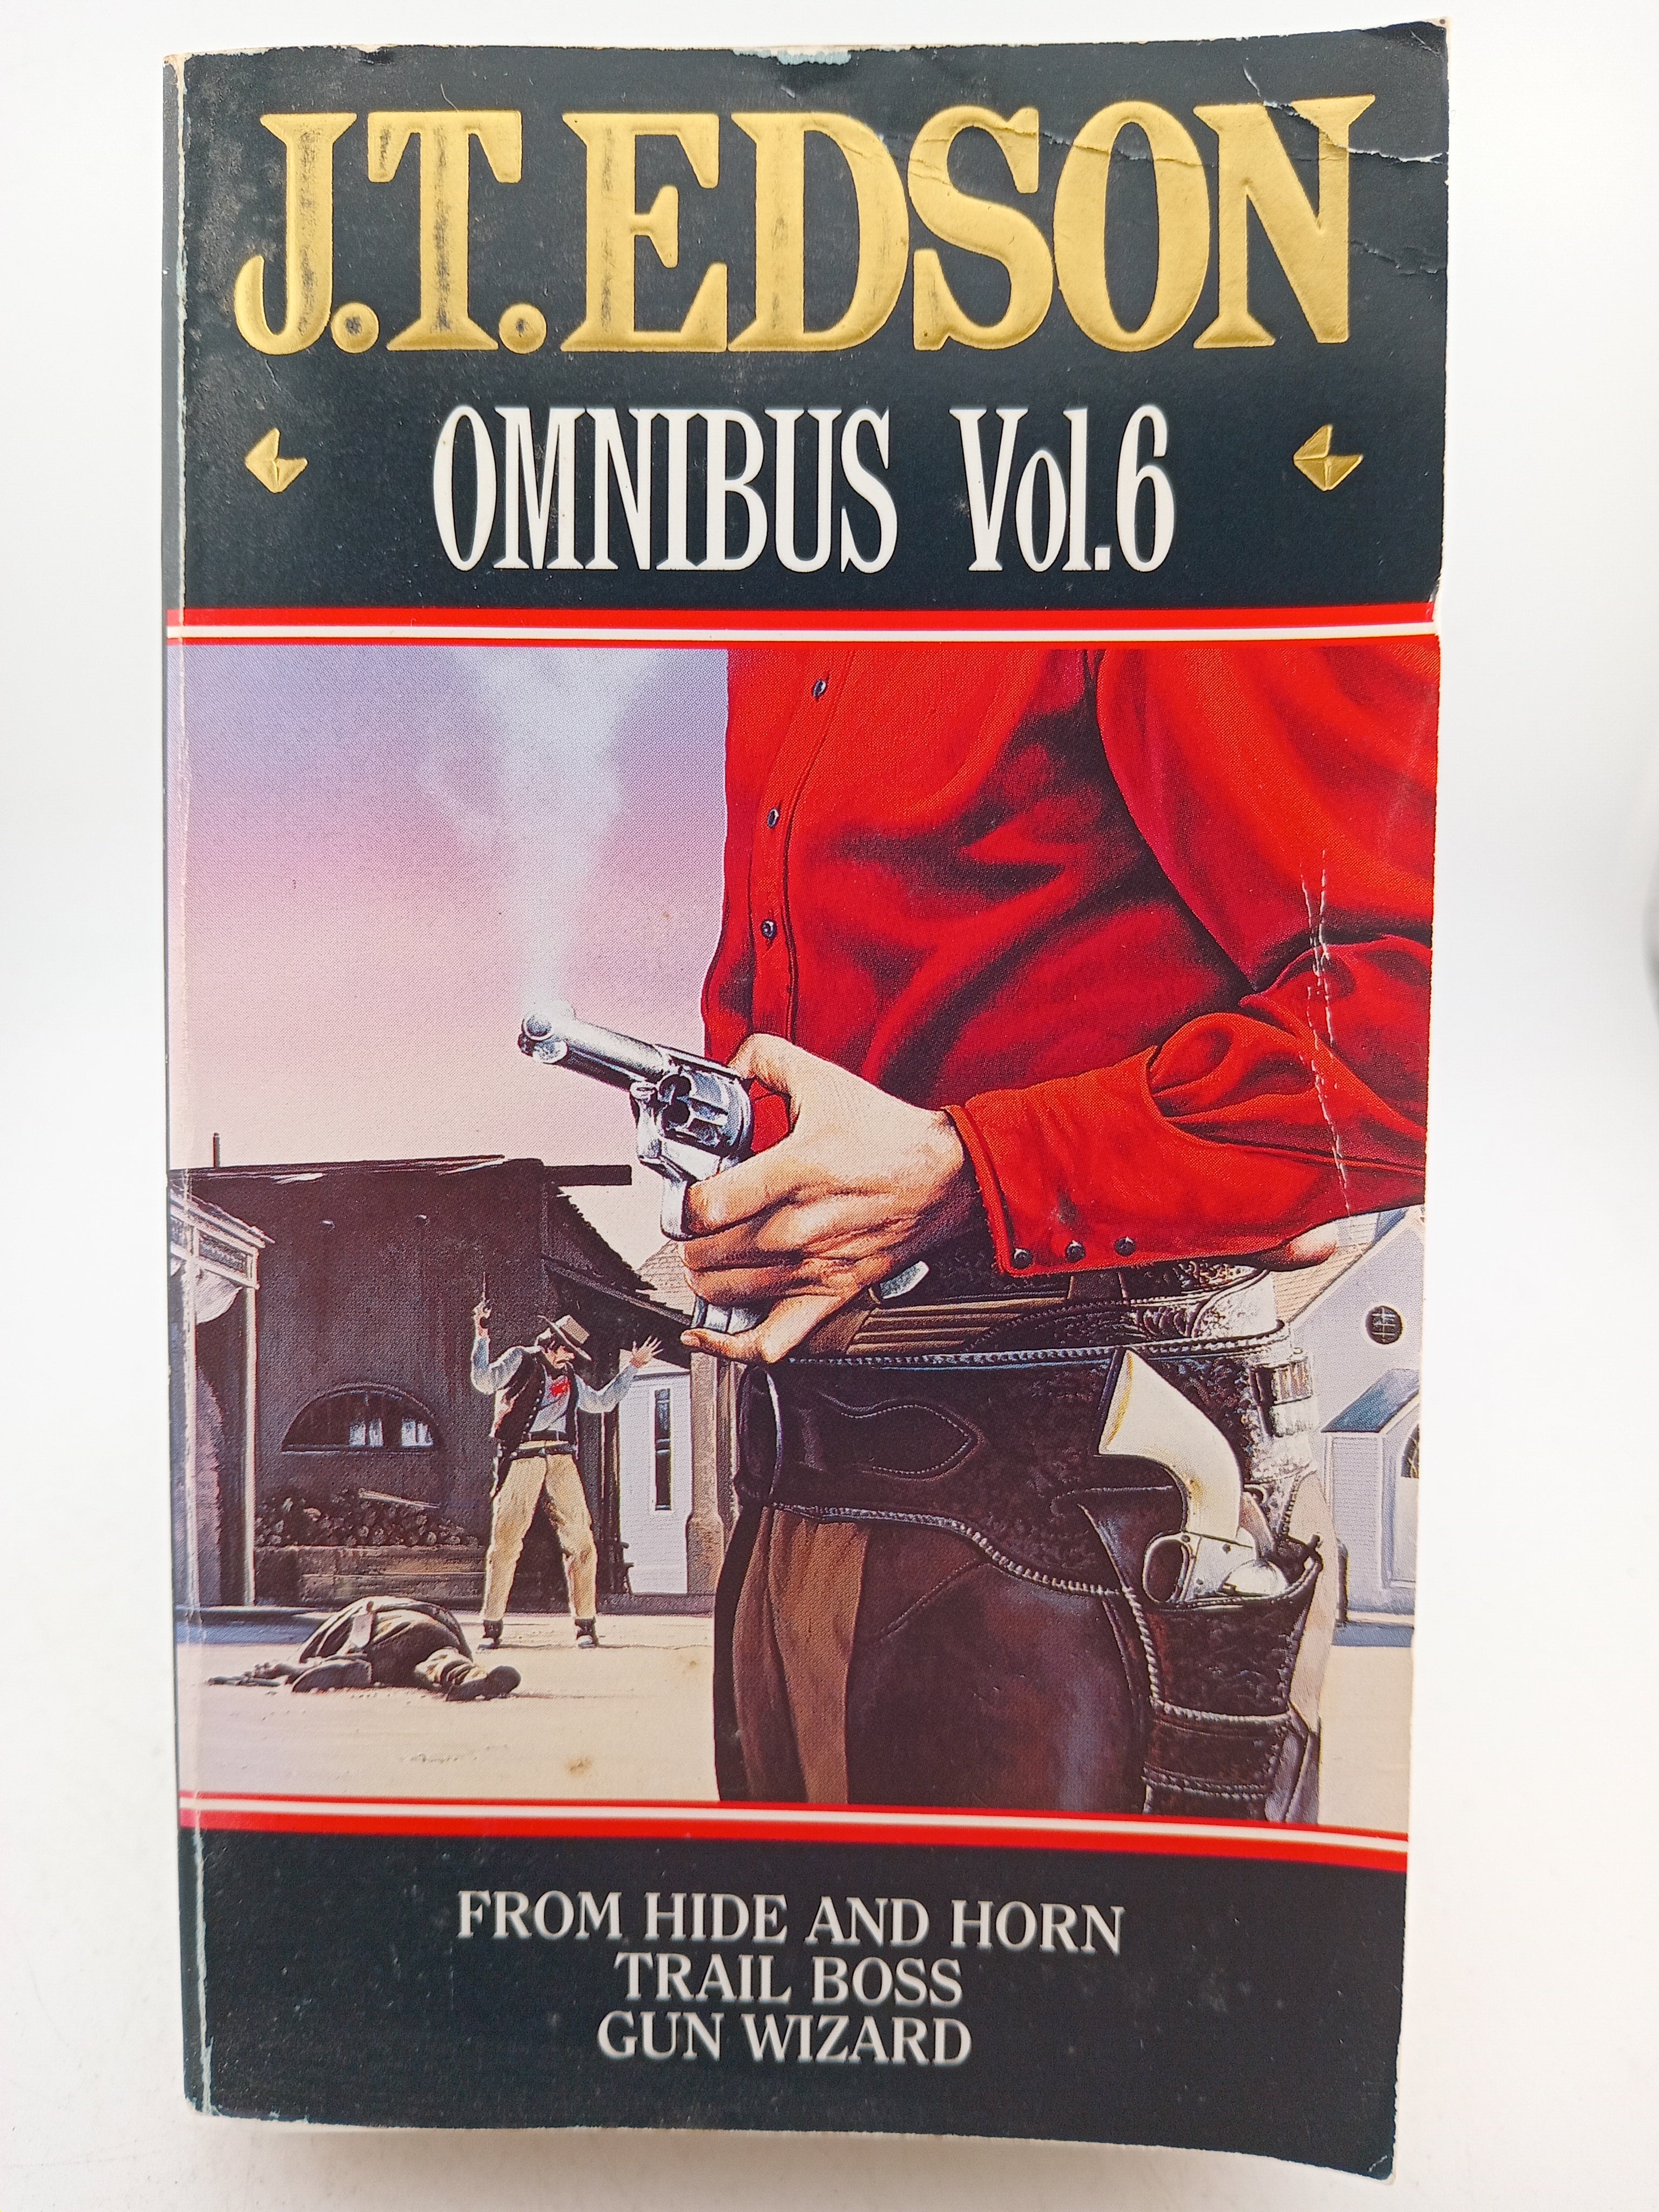 J.T. EDSON
OMNIBUS Vol.6
FROM HIDE AND HORN
TRAIL BOSS
GUN WIZARD